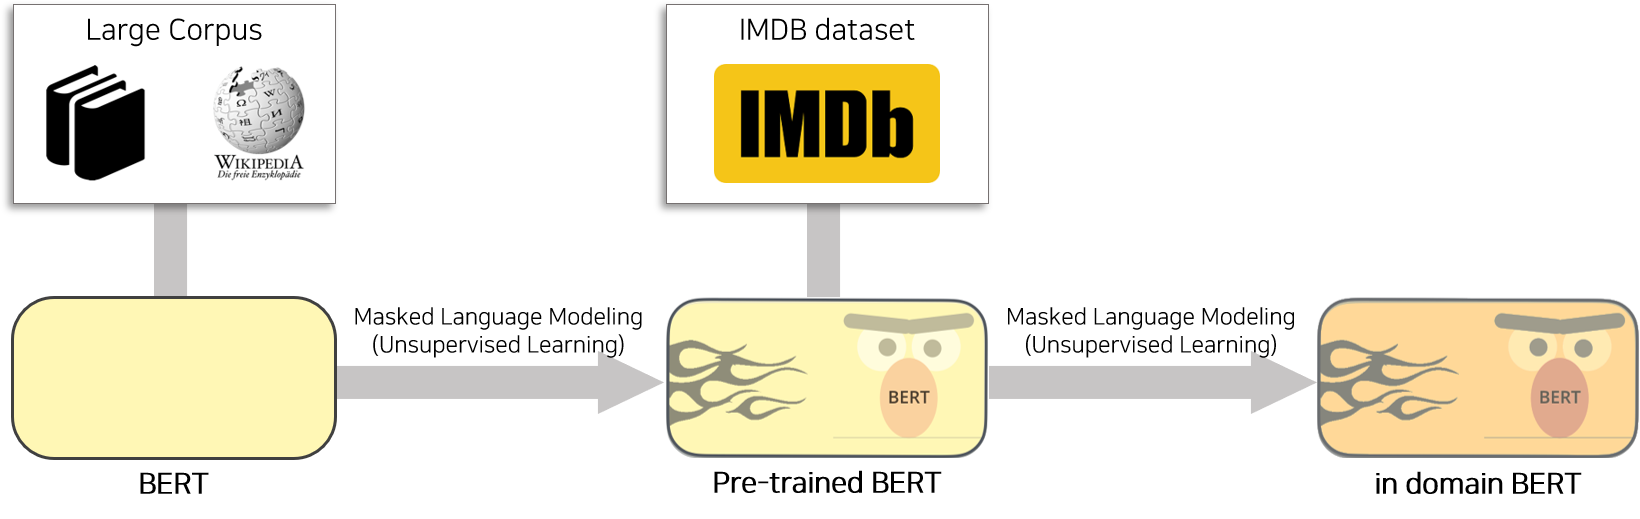 Large Corpus
WIKIPEDIA
Die freie Enzyklopädie
IMDB dataset
IMDb
Masked Language Modeling
(Unsupervised Learning)
Masked Language Modeling
(Unsupervised Learning)
BERT
BERT
BERT
Pre-trained BERT
in domain BERT